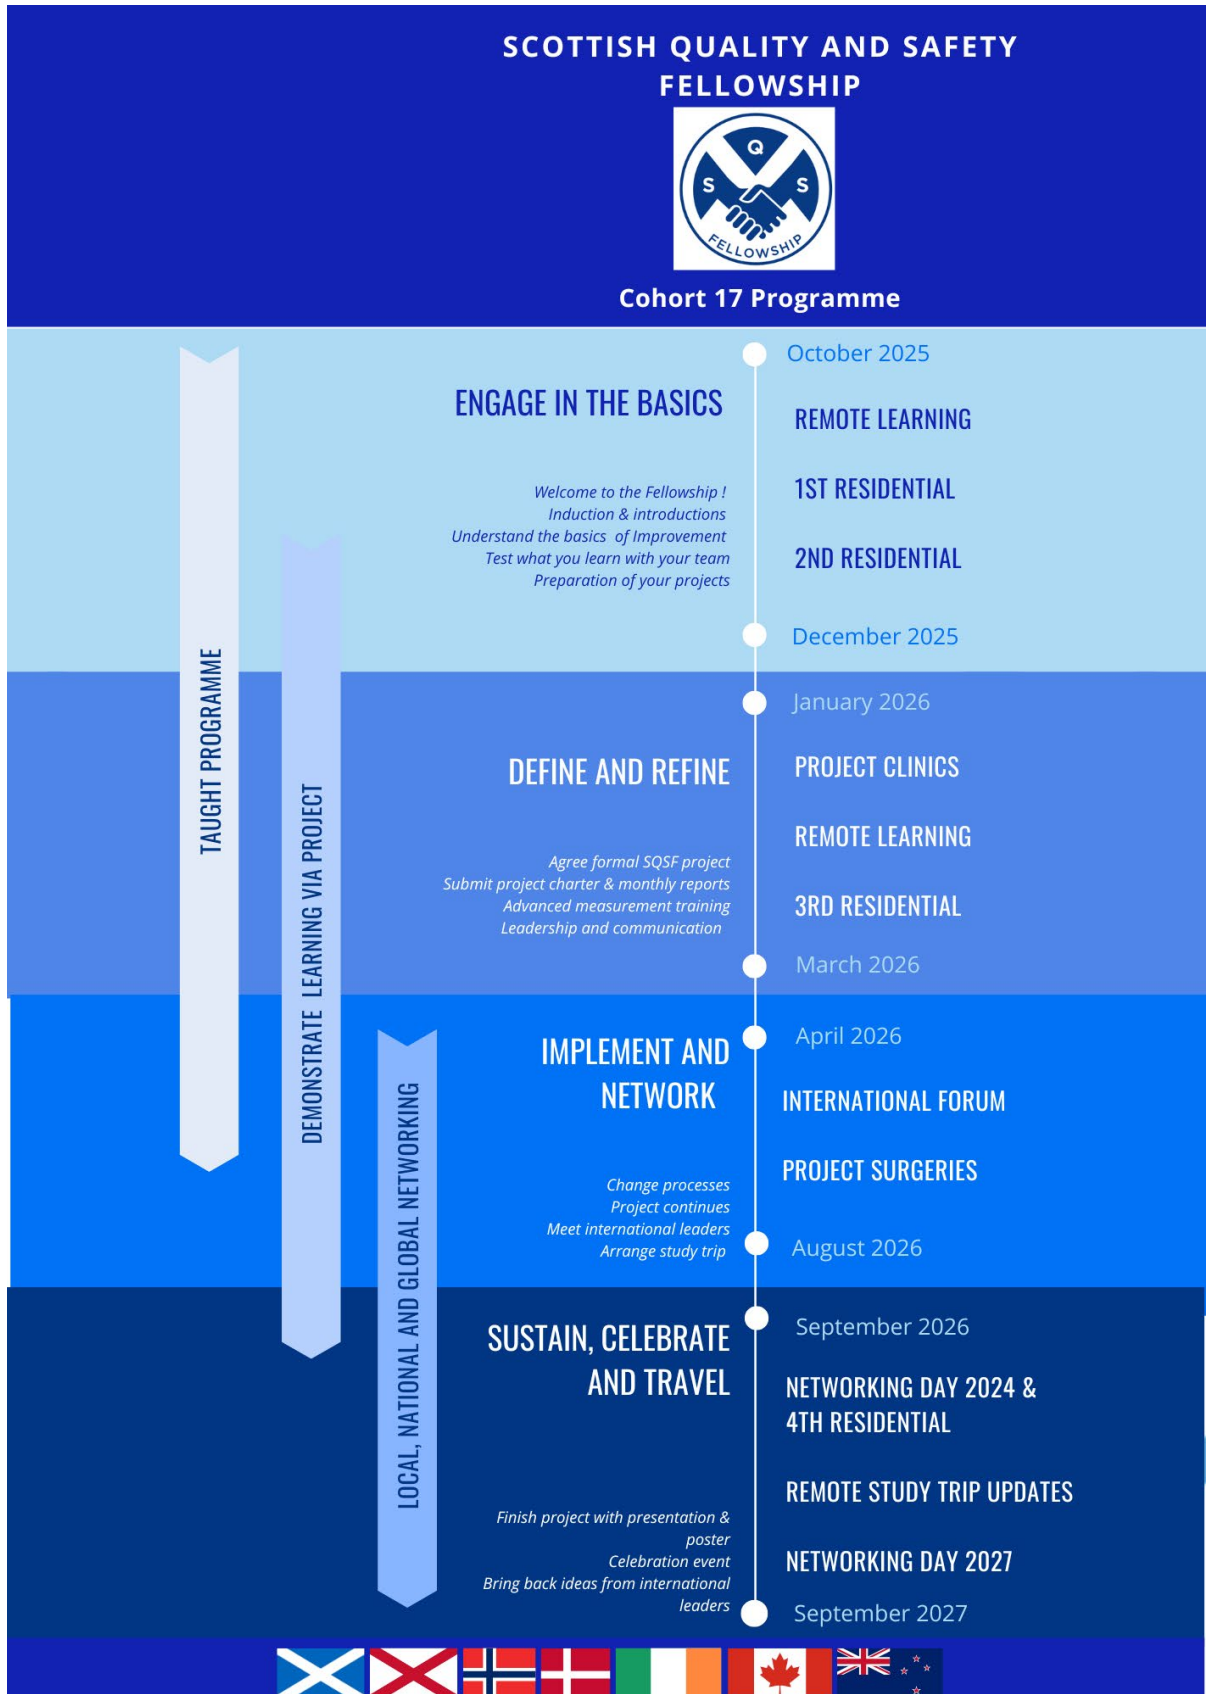 SCOTTISH QUALITY AND SAFETY
FELLOWSHIP
Q
S
S
FELLOWSHIP
Cohort 17 Programme
TAUGHT PROGRAMME
DEMONSTRATE LEARNING VIA PROJECT
LOCAL, NATIONAL AND GLOBAL NETWORKING
October 2025
ENGAGE IN THE BASICS
Welcome to the Fellowship !
Induction & introductions
Understand the basics of Improvement
Test what you learn with your team
Preparation of your projects
REMOTE LEARNING
1ST RESIDENTIAL
2ND RESIDENTIAL
December 2025
January 2026
DEFINE AND REFINE
Agree formal SQSF project
Submit project charter & monthly reports
Advanced measurement training
Leadership and communication
PROJECT CLINICS
REMOTE LEARNING
3RD RESIDENTIAL
March 2026
April 2026
IMPLEMENT AND
NETWORK
Change processes
Project continues
Meet international leaders
Arrange study trip
INTERNATIONAL FORUM
PROJECT SURGERIES
August 2026
September 2026
SUSTAIN, CELEBRATE
AND TRAVEL
Finish project with presentation &
poster
Celebration event
Bring back ideas from international
leaders
NETWORKING DAY 2024 &
4TH RESIDENTIAL
REMOTE STUDY TRIP UPDATES
NETWORKING DAY 2027
September 2027